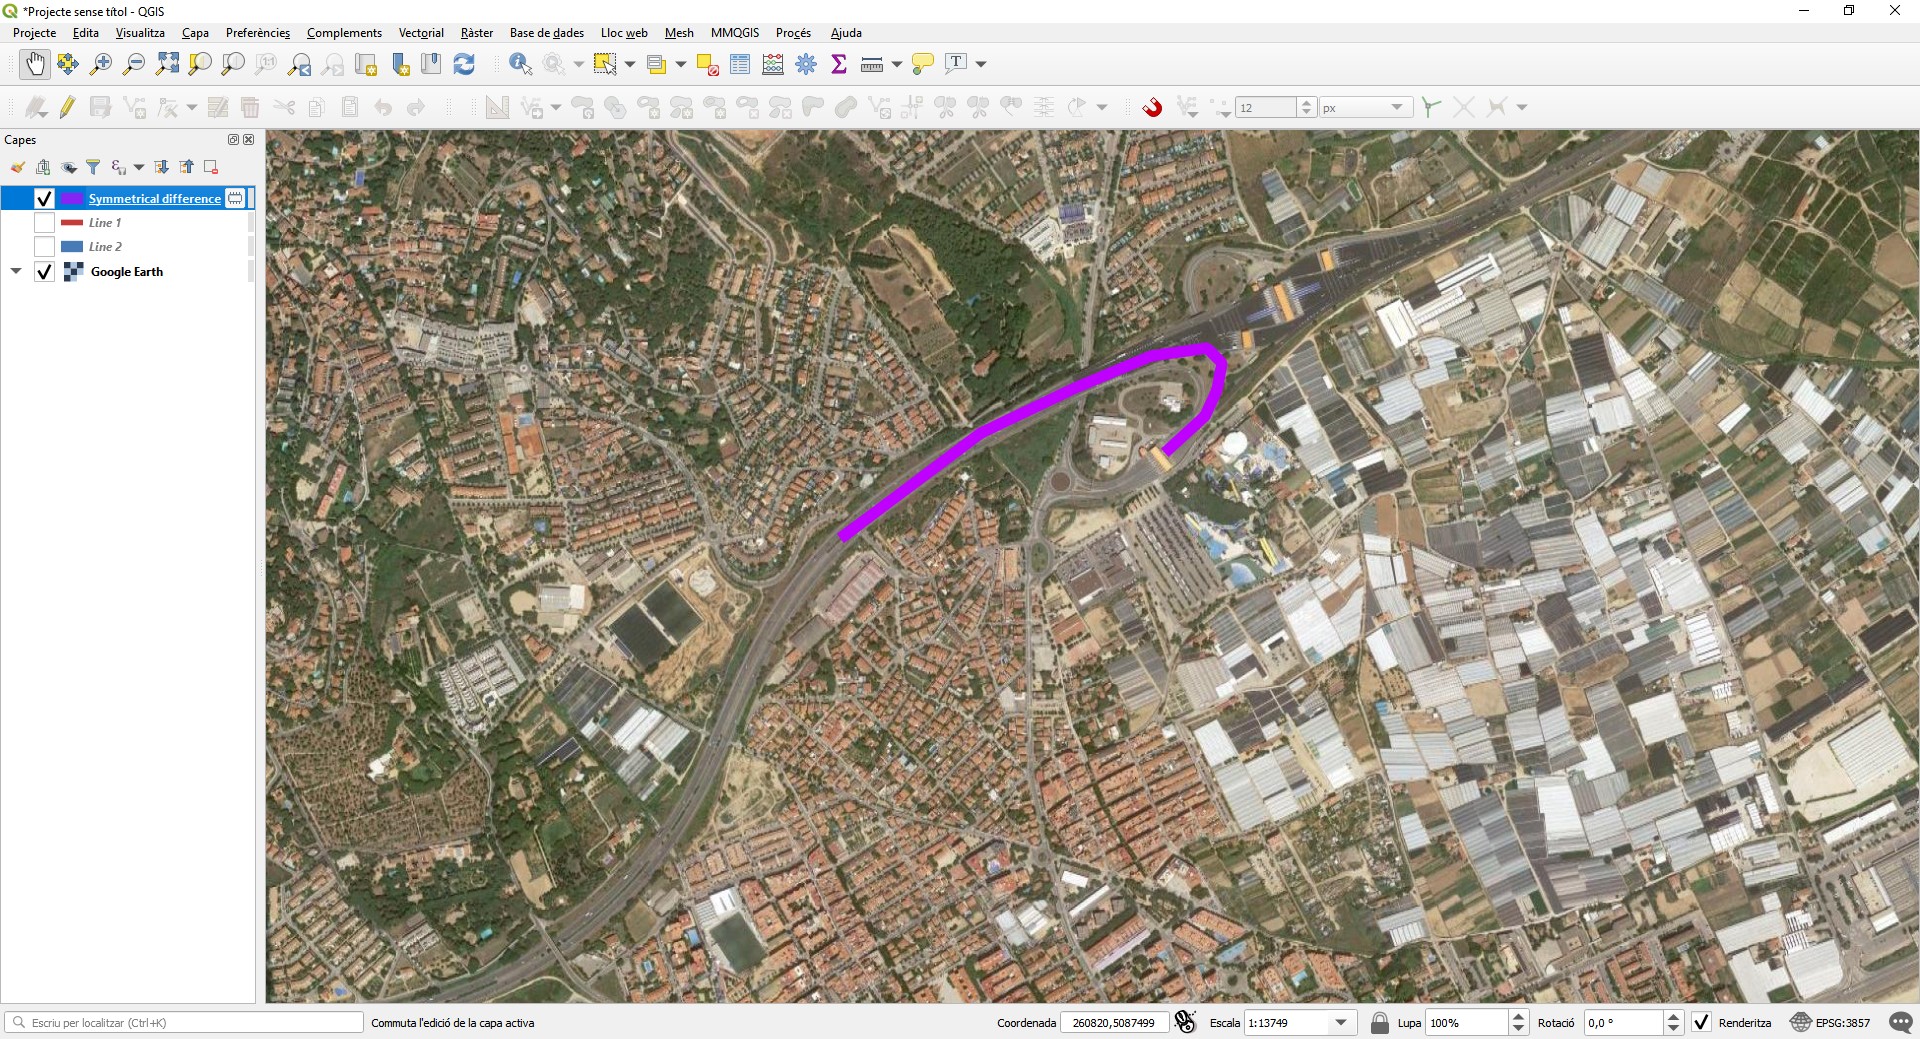 *Projecte sense títol - QGIS
Projecte Edita Visualitza Capa Preferències Complements Vectorial Ràster Base de dades Lloc web Mesh MMQGIS Procés Ajuda
12 px
Capes
Symmetrical difference
Line 1
Line 2
Google Earth
Escriu per localitzar (Ctrl+K) Commuta l'edició de la capa activa Coordenada 260820,5087499 Escala 1:13749 Lupa 100% Rotació 0,0 ° Renderitza EPSG:3857